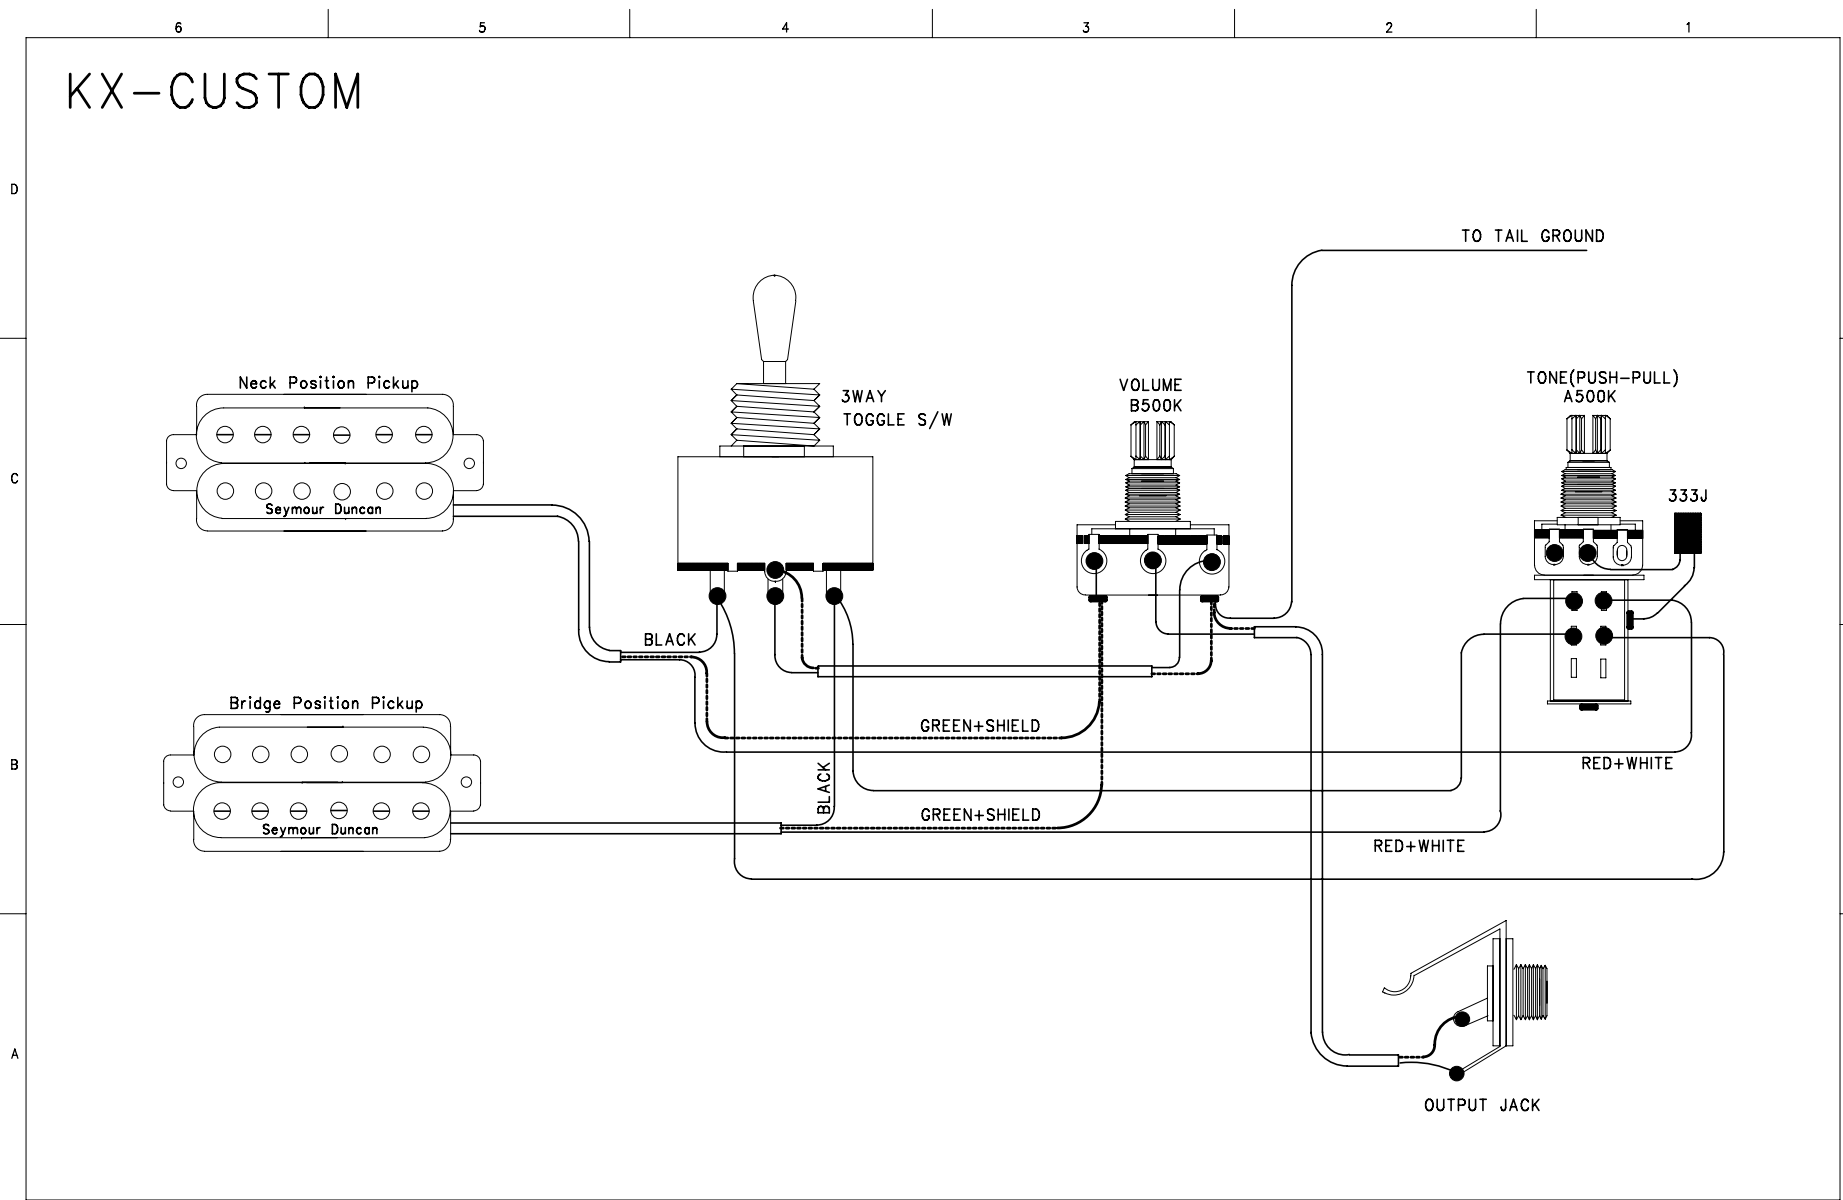 6 5 4 3 2 1
KX-CUSTOM
D
TO TAIL GROUND
Neck Position Pickup
3WAY
TOGGLE S/W
VOLUME
B500K
TONE(PUSH-PULL)
A500K
333J
C
Seymour Duncan
BLACK
Bridge Position Pickup
GREEN+SHIELD
B
RED+WHITE
BLACK
GREEN+SHIELD
Seymour Duncan
RED+WHITE
A
OUTPUT JACK